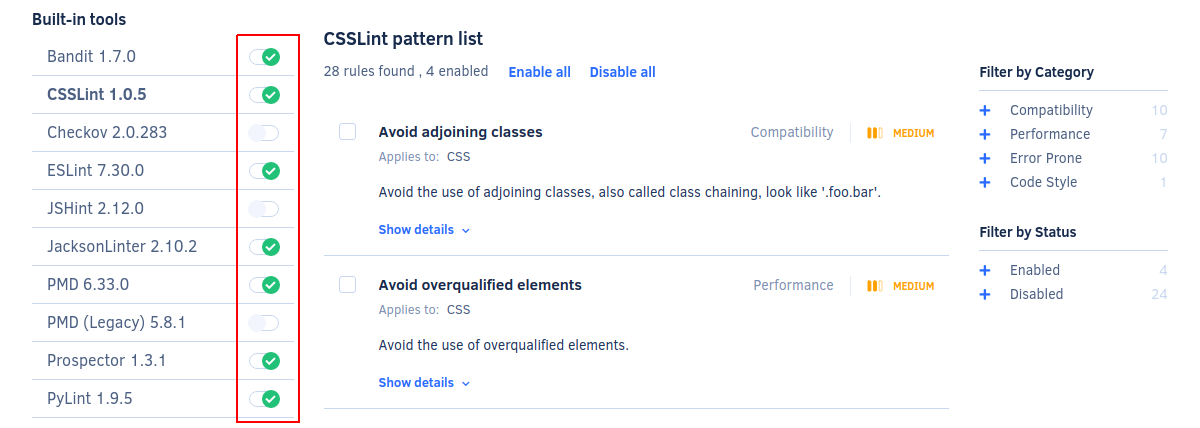 Built-in tools
Bandit 1.7.0
CSSLint 1.0.5
Checkov 2.0.283
ESLint 7.30.0
JSHint 2.12.0
JacksonLinter 2.10.2
PMD 6.33.0
PMD (Legacy) 5.8.1
Prospector 1.3.1
PyLint 1.9.5
CSSLint pattern list
28 rules found , 4 enabled Enable all Disable all
Avoid adjoining classes Compatibility MEDIUM
Applies to: CSS
Avoid the use of adjoining classes, also called class chaining, look like '.foo.bar'.
Show details
Avoid overqualified elements Performance MEDIUM
Applies to: CSS
Avoid the use of overqualified elements.
Show details
Filter by Category
Compatibility 10
Performance 7
Error Prone 10
Code Style 1
Filter by Status
Enabled 4
Disabled 24